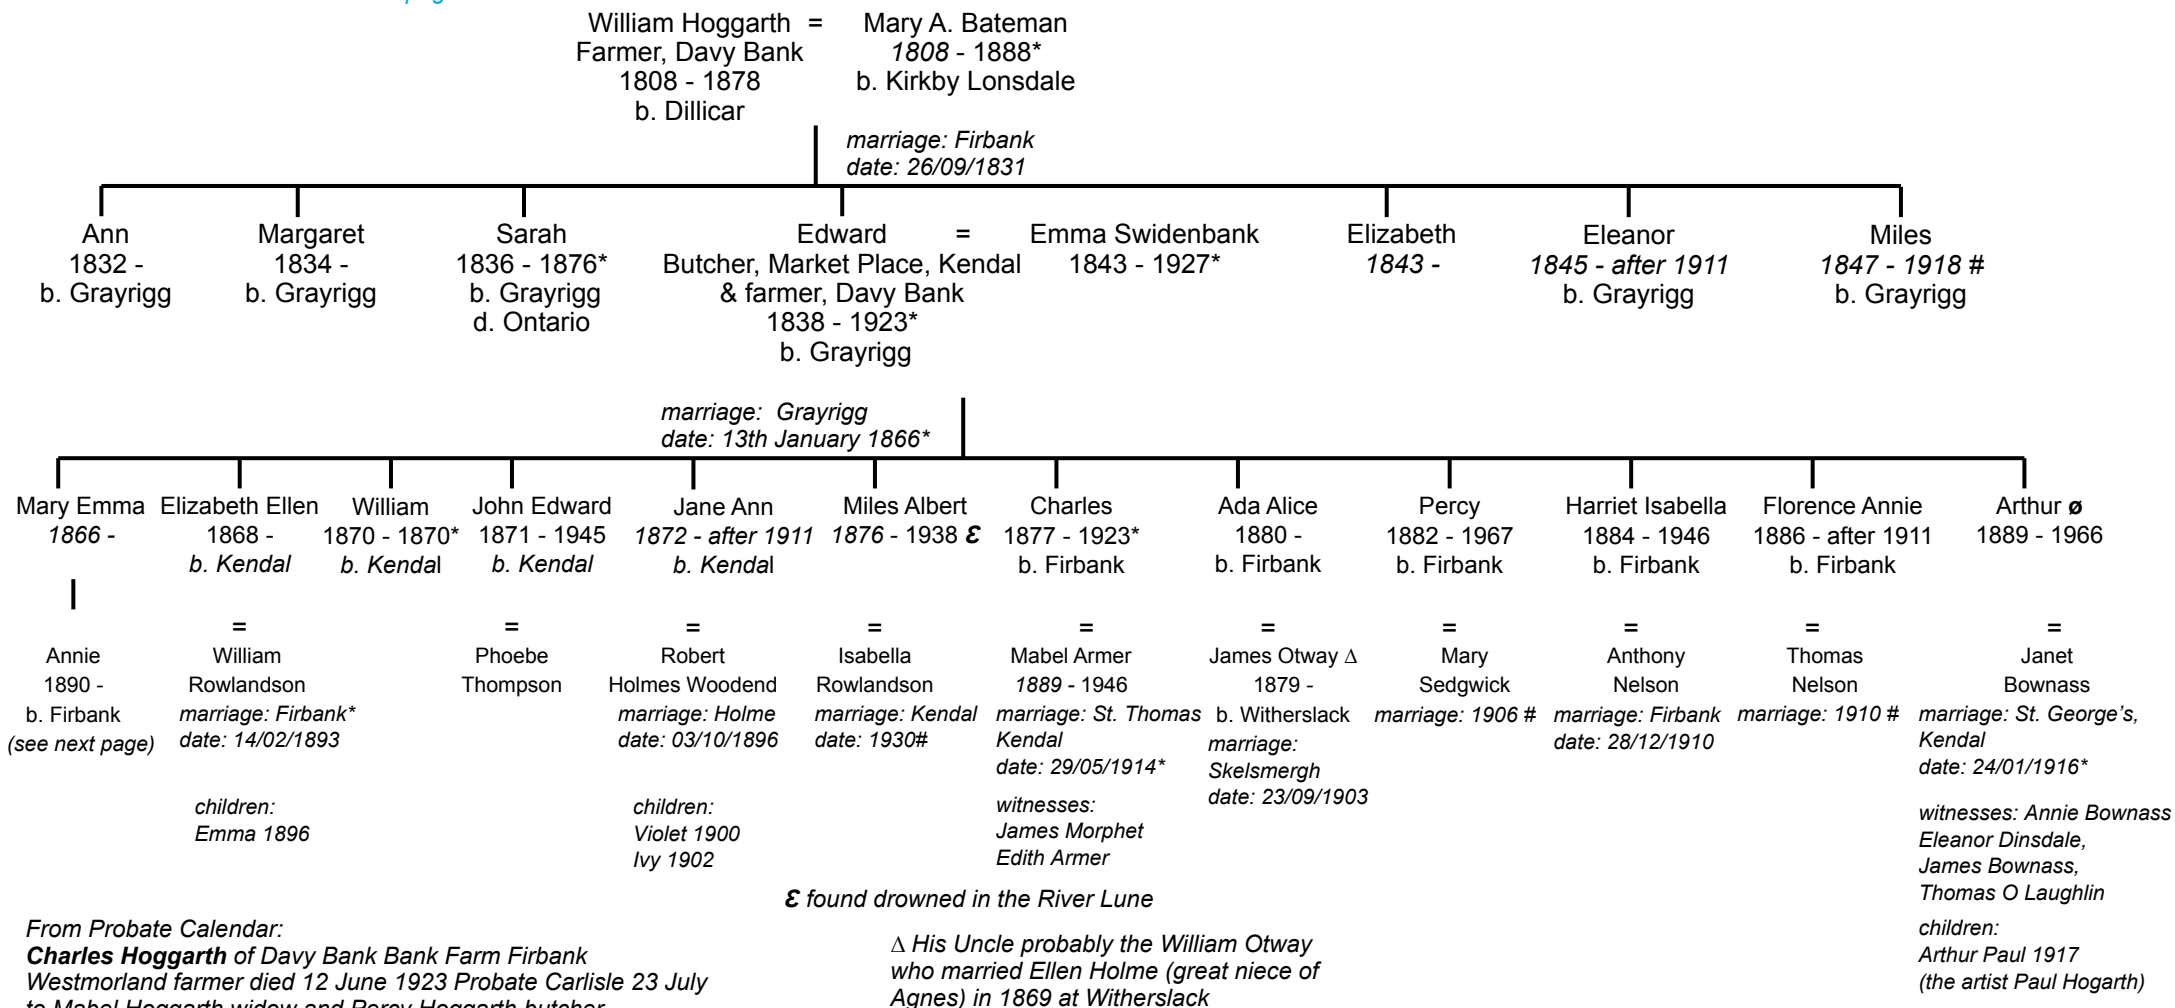 William Hoggarth = Mary A. Bateman
Farmer, Davy Bank 1808 - 1888*
1808 - 1878 b. Kirkby Lonsdale
b. Dillicar
marriage: Firbank
date: 26/09/1831
Ann
1832 -
b. Grayrigg
Margaret
1834 -
b. Grayrigg
Sarah
1836 - 1876*
b. Grayrigg
d. Ontario
Edward =
Butcher, Market Place, Kendal
& farmer, Davy Bank
1838 - 1923*
b. Grayrigg
Emma Swidenbank
1843 - 1927*
Elizabeth
1843 -
Eleanor
1845 - after 1911
b. Grayrigg
Miles
1847 - 1918 #
b. Grayrigg
marriage: Grayrigg
date: 13th January 1866*
Mary Emma
1866 -
Annie
1890 -
b. Firbank
(see next page)
Elizabeth Ellen
1868 -
b. Kendal
=
William
Rowlandson
marriage: Firbank*
date: 14/02/1893
children:
Emma 1896
William
1870 - 1870*
b. Kendal
John Edward
1871 - 1945
b. Kendal
=
Phoebe
Thompson
Jane Ann
1872 - after 1911
b. Kendal
=
Robert
Holmes Woodend
marriage: Holme
date: 03/10/1896
children:
Violet 1900
Ivy 1902
Miles Albert
1876 - 1938 Ɛ
=
Isabella
Rowlandson
marriage: Kendal
date: 1930#
Charles
1877 - 1923*
b. Firbank
=
Mabel Armer
1889 - 1946
marriage: St. Thomas
Kendal
date: 29/05/1914*
witnesses:
James Morphet
Edith Armer
Ada Alice
1880 -
b. Firbank
=
James Otway ∆
1879 -
b. Witherslack
marriage:
Skelsmergh
date: 23/09/1903
Percy
1882 - 1967
b. Firbank
=
Mary
Sedgwick
marriage: 1906 #
Harriet Isabella
1884 - 1946
b. Firbank
=
Anthony
Nelson
marriage: Firbank
date: 28/12/1910
Florence Annie
1886 - after 1911
b. Firbank
=
Thomas
Nelson
marriage: 1910 #
Arthur ø
1889 - 1966
=
Janet
Bownass
marriage: St. George's,
Kendal
date: 24/01/1916*
witnesses: Annie Bownass
Eleanor Dinsdale,
James Bownass,
Thomas O Laughlin
children:
Arthur Paul 1917
(the artist Paul Hogarth)
Ɛ found drowned in the River Lune
From Probate Calendar:
Charles Hoggarth of Davy Bank Bank Farm Firbank
Westmorland farmer died 12 June 1923 Probate Carlisle 23 July
to Mabel Hoggarth widow and Percy Hoggarth butcher
∆ His Uncle probably the William Otway
who married Ellen Holme (great niece of
Agnes) in 1869 at Witherslack